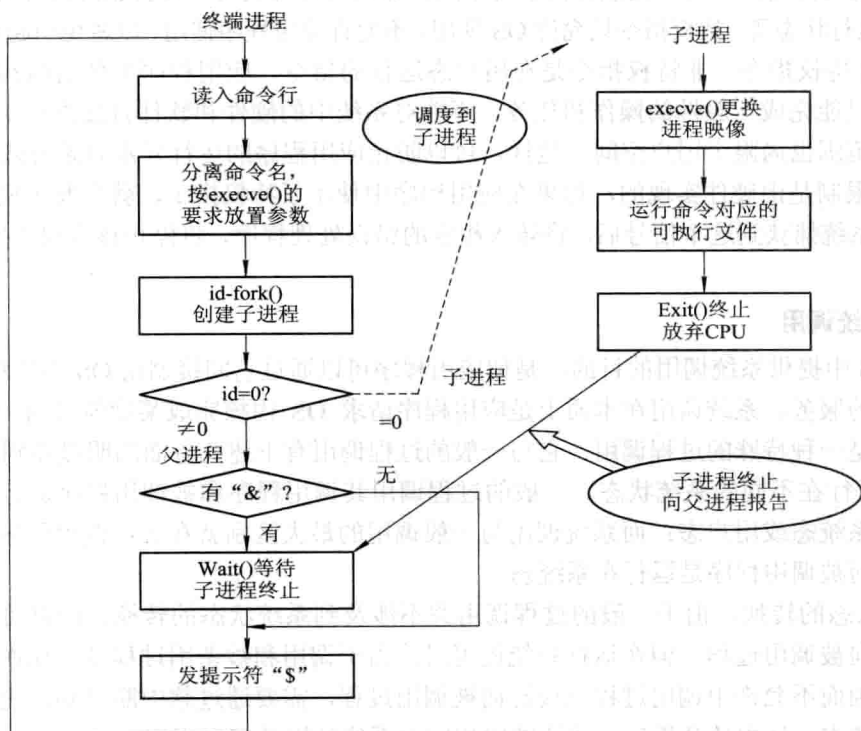 终端进程
读入命令行
分离命令名，
按execve()的
要求放置参数
id-fork()
创建子进程
id=0?
≠0
父进程
=0
子进程
有“&”?
无
有
Wait()等待
子进程终止
发提示符“$”
调度到
子进程
子进程
execve()更换
进程映像
运行命令对应的
可执行文件
Exit()终止
放弃CPU
子进程终止
向父进程报告